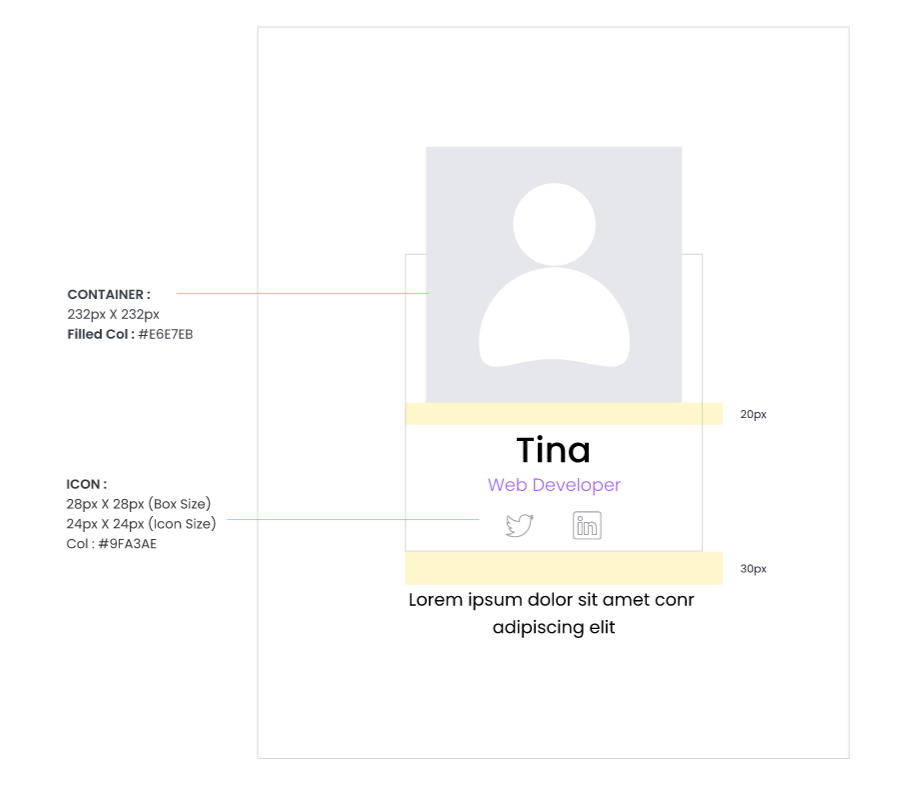 CONTAINER :
232px X 232px
Filled Col : #E6E7EB
20px
Tina
Web Developer
ICON :
28px X 28px (Box Size)
24px X 24px (Icon Size)
Col : #9FA3AE
in
30px
Lorem ipsum dolor sit amet conr
adipiscing elit